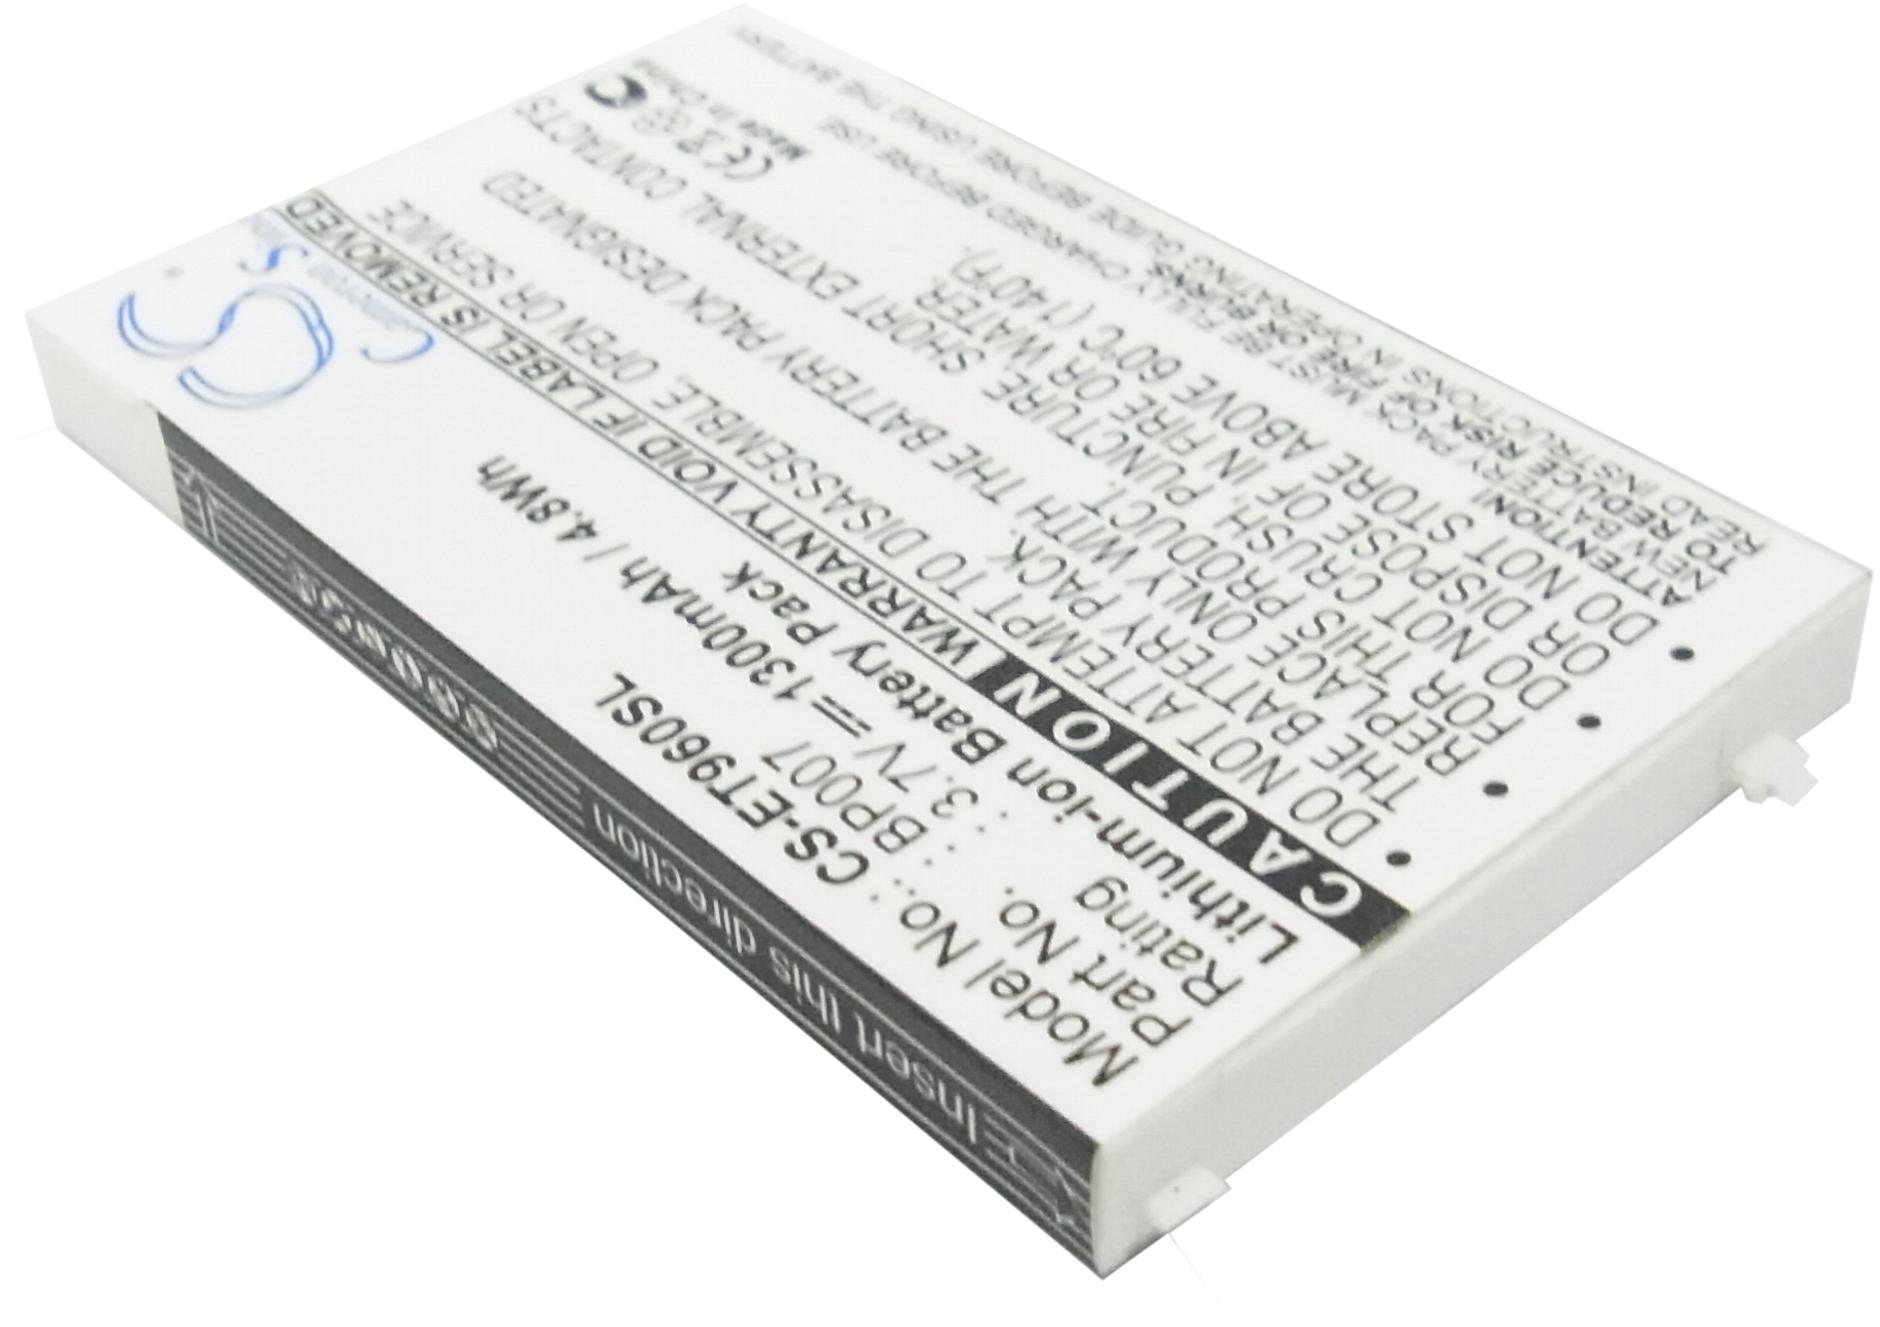 Model No.: CS-ET960SL
Part No. : BP007
Rating : 3.7V 1300mAh / 4.8Wh
Lithium-ion Battery Pack
CAUTION WARRANTY VOID IF LABEL IS REMOVED
• DO NOT ATTEMPT TO DISASSEMBLE, OPEN OR SERVICE
THE BATTERY PACK.
• REPLACE ONLY WITH THE BATTERY PACK DESIGNATED
FOR THIS PRODUCT.
• DO NOT CRUSH, PUNCTURE, SHORT EXTERNAL CONTACTS
OR DISPOSE OF IN FIRE OR WATER.
• DO NOT STORE ABOVE 60°C (140°F).
ATTENTION!
NEW BATTERY PACK MUST BE FULLY CHARGED BEFORE USE.
TO REDUCE RISK OF FIRE OR BURNS,
READ INSTRUCTIONS IN OPERATING GUIDE BEFORE USING THE BATTERY
CE
Made in China
CS
Cameron Sino
Insert this direction